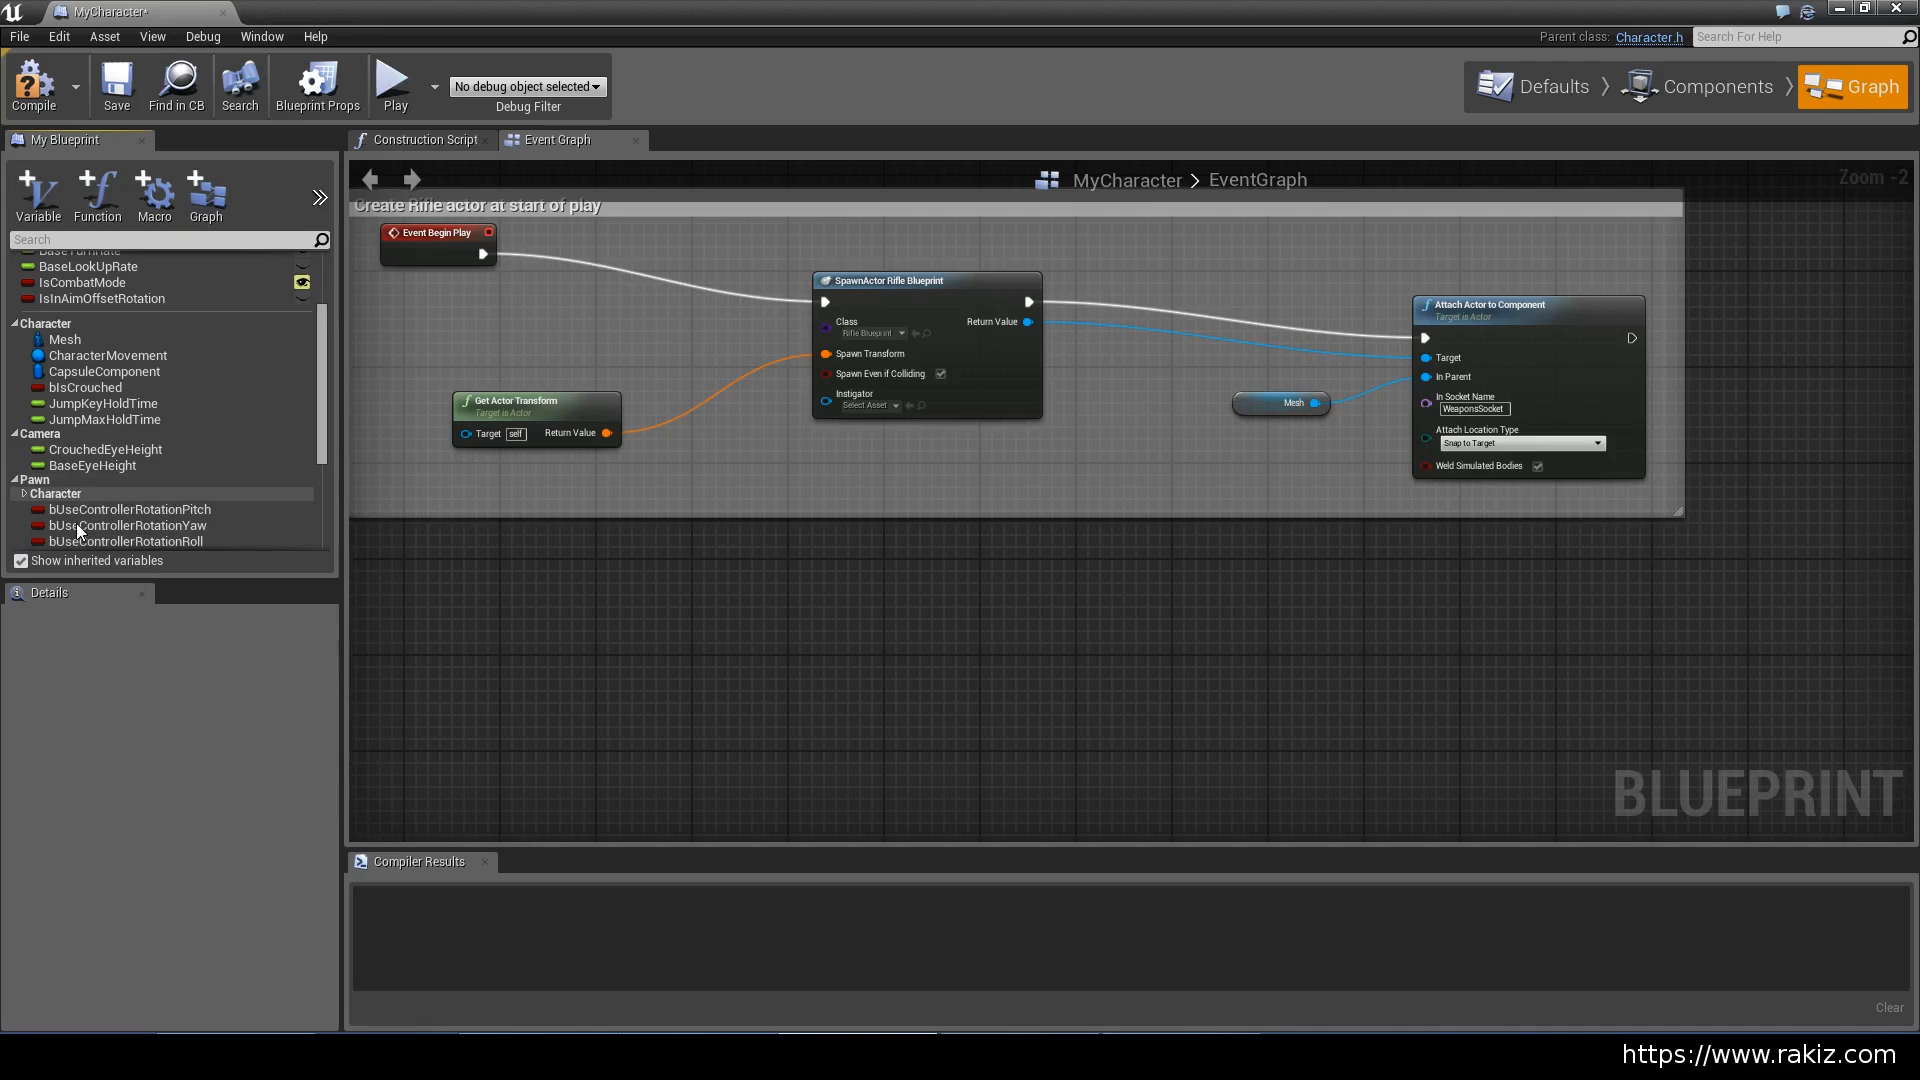 MyCharacter*
File Edit Asset View Debug Window Help
Parent class: Character.h Search For Help
Compile Save Find in CB Search Blueprint Props Play
No debug object selected
Debug Filter
Defaults Components Graph
My Blueprint
Construction Script Event Graph
Variable Function Macro Graph
Search
BaseTurnRate
BaseLookUpRate
IsCombatMode
IsInAimOffsetRotation
Character
Mesh
CharacterMovement
CapsuleComponent
bIsCrouched
JumpKeyHoldTime
JumpMaxHoldTime
Camera
CrouchedEyeHeight
BaseEyeHeight
Pawn
Character
bUseControllerRotationPitch
bUseControllerRotationYaw
bUseControllerRotationRoll
Show inherited variables
Details
MyCharacter > EventGraph
Zoom -2
Create Rifle actor at start of play
Event Begin Play
Get Actor Transform
Target is Actor
Target self Return Value
SpawnActor Rifle Blueprint
Class
Rifle Blueprint
Return Value
Spawn Transform
Spawn Even if Colliding
Instigator
Select Asset
Mesh
Attach Actor to Component
Target is Actor
Target
In Parent
In Socket Name
WeaponsSocket
Attach Location Type
Snap to Target
Weld Simulated Bodies
BLUEPRINT
Compiler Results
Clear
https://www.rakiz.com